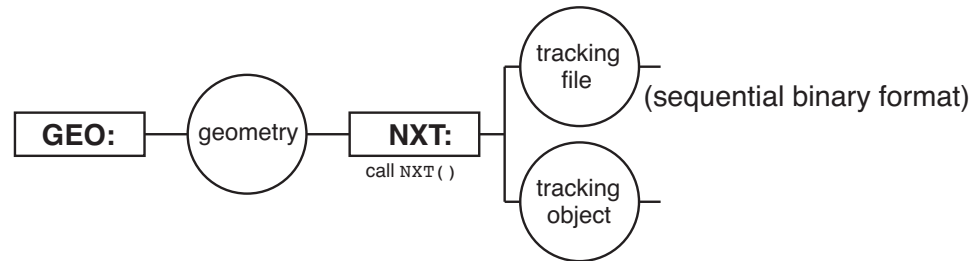 GEO:
geometry
NXT:
call NXT()
tracking
file
(sequential binary format)
tracking
object